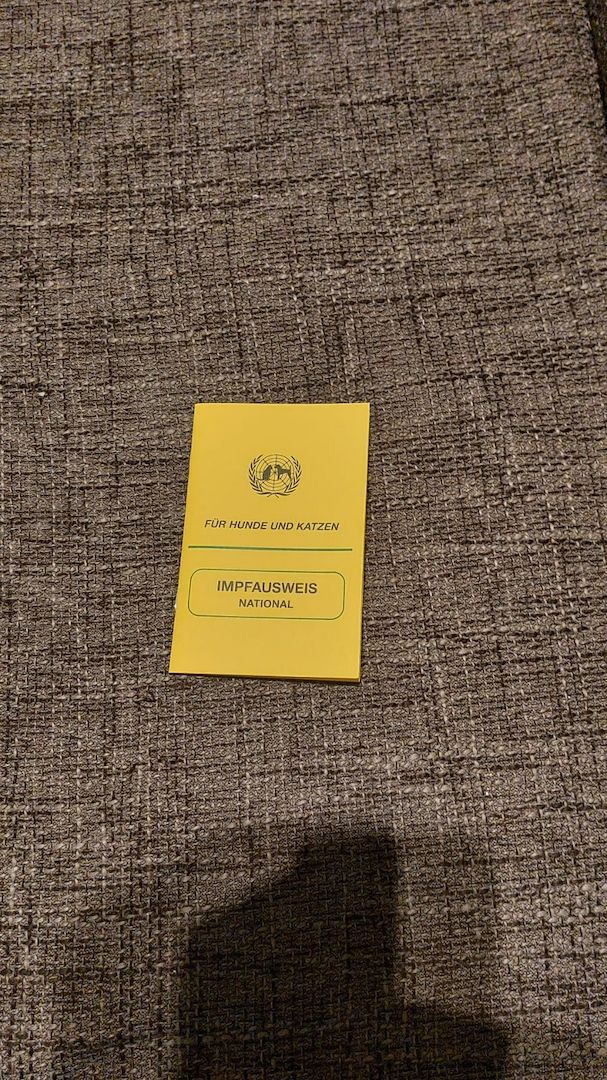 FÜR HUNDE UND KATZEN
IMPFAUSWEIS
NATIONAL